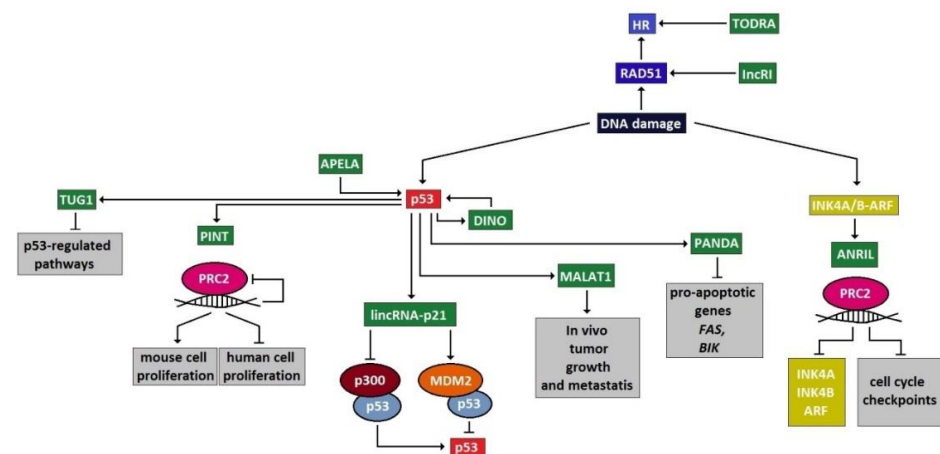 HR
TODRA
RAD51
lncRI
DNA damage
APELA
TUG1
p53
DINO
INK4A/B-ARF
p53-regulated
pathways
PINT
PANDA
ANRIL
PRC2
MALAT1
PRC2
pro-apoptotic
genes
FAS,
BIK
lincRNA-p21
In vivo
tumor
growth
and metastatis
mouse cell
proliferation
human cell
proliferation
p300
p53
MDM2
p53
INK4A
INK4B
ARF
cell cycle
checkpoints
p53